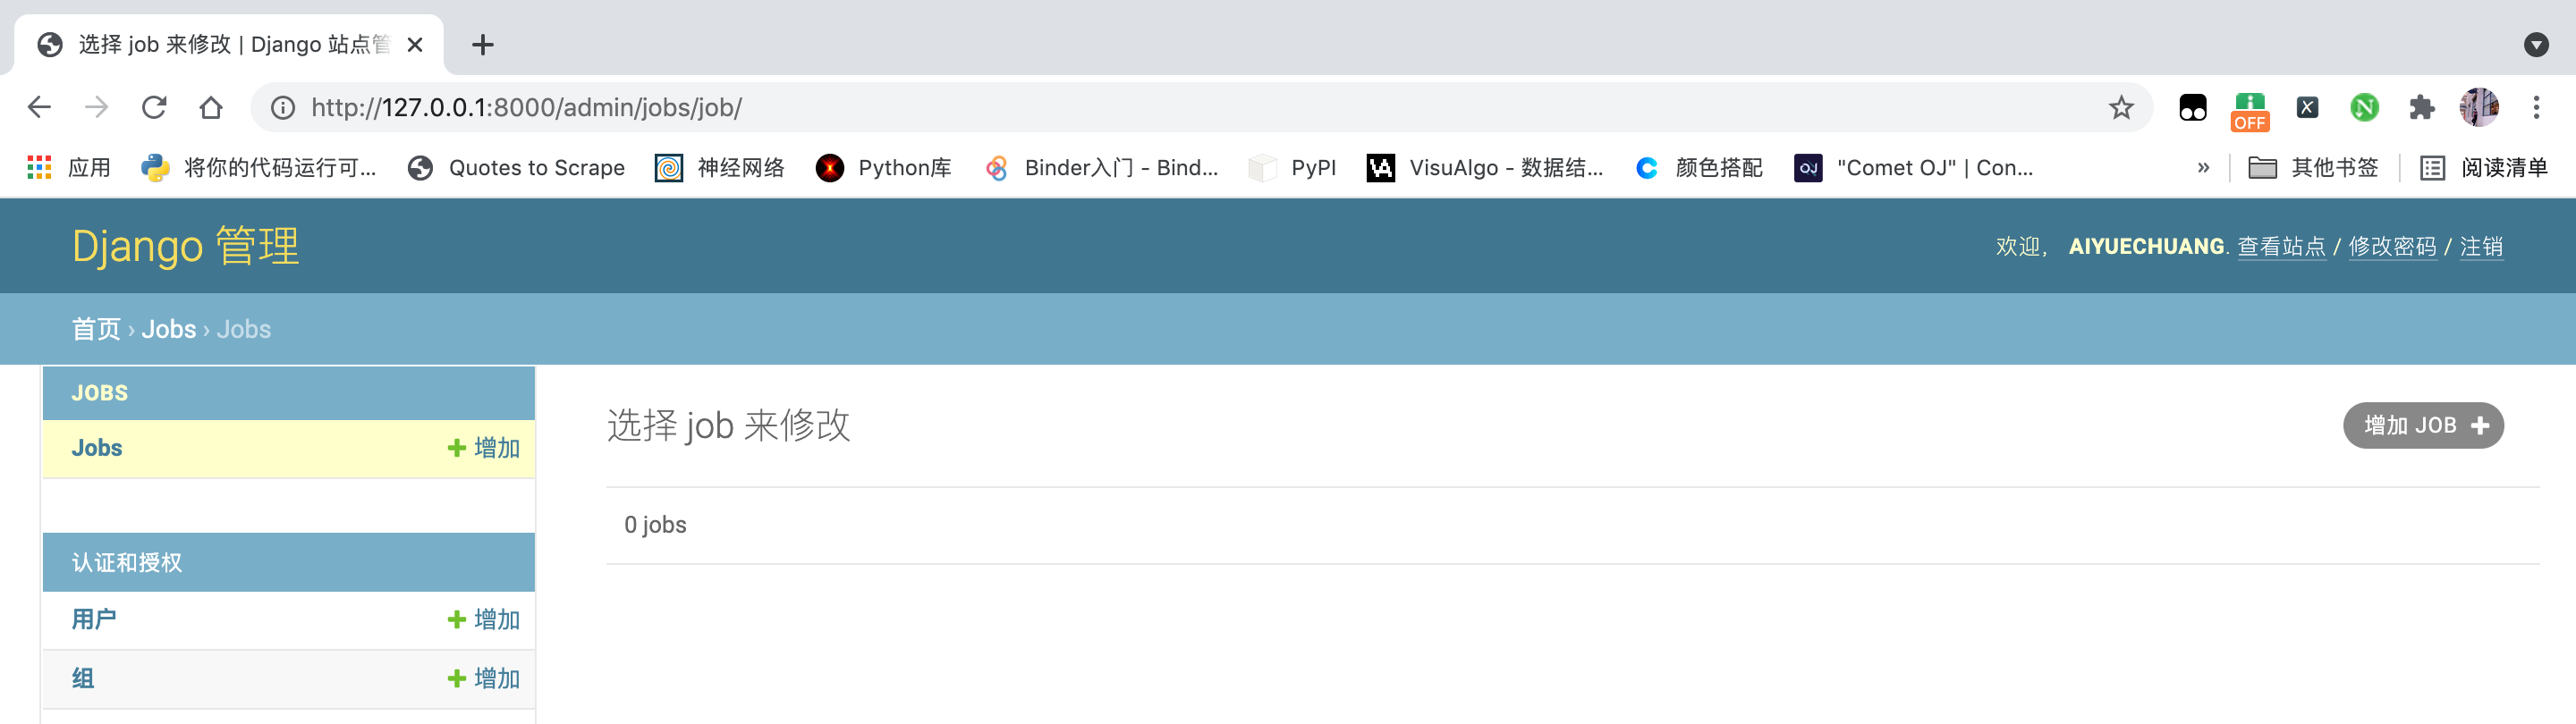 选择 job 来修改 | Django 站点管
http://127.0.0.1:8000/admin/jobs/job/
OFF
应用 将你的代码运行可... Quotes to Scrape 神经网络 Python库 Binder入门 - Bind... PyPI VisuAlgo - 数据结... OJ 颜色搭配 "Comet OJ" | Con... » 其他书签 阅读清单
Django 管理
欢迎， AIYUECHUANG. 查看站点 / 修改密码 / 注销
首页 › Jobs › Jobs
JOBS
Jobs 增加
认证和授权
用户 增加
组 增加
选择 job 来修改
增加 JOB
0 jobs